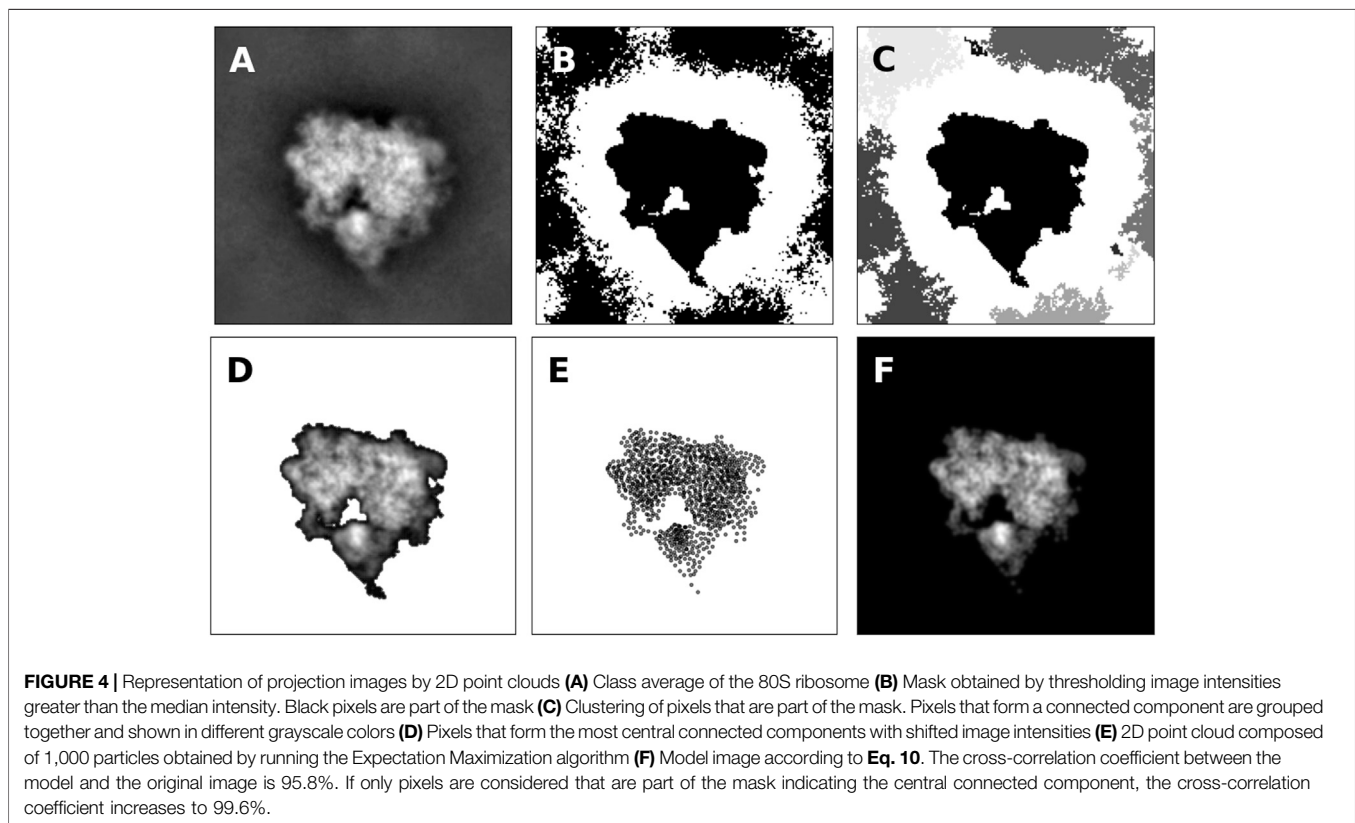 A
B
C
D
E
F
FIGURE 4 | Representation of projection images by 2D point clouds (A) Class average of the 80S ribosome (B) Mask obtained by thresholding image intensities
greater than the median intensity. Black pixels are part of the mask (C) Clustering of pixels that are part of the mask. Pixels that form a connected component are grouped
together and shown in different grayscale colors (D) Pixels that form the most central connected components with shifted image intensities (E) 2D point cloud composed
of 1,000 particles obtained by running the Expectation Maximization algorithm (F) Model image according to Eq. 10. The cross-correlation coefficient between the
model and the original image is 95.8%. If only pixels are considered that are part of the mask indicating the central connected component, the cross-correlation
coefficient increases to 99.6%.